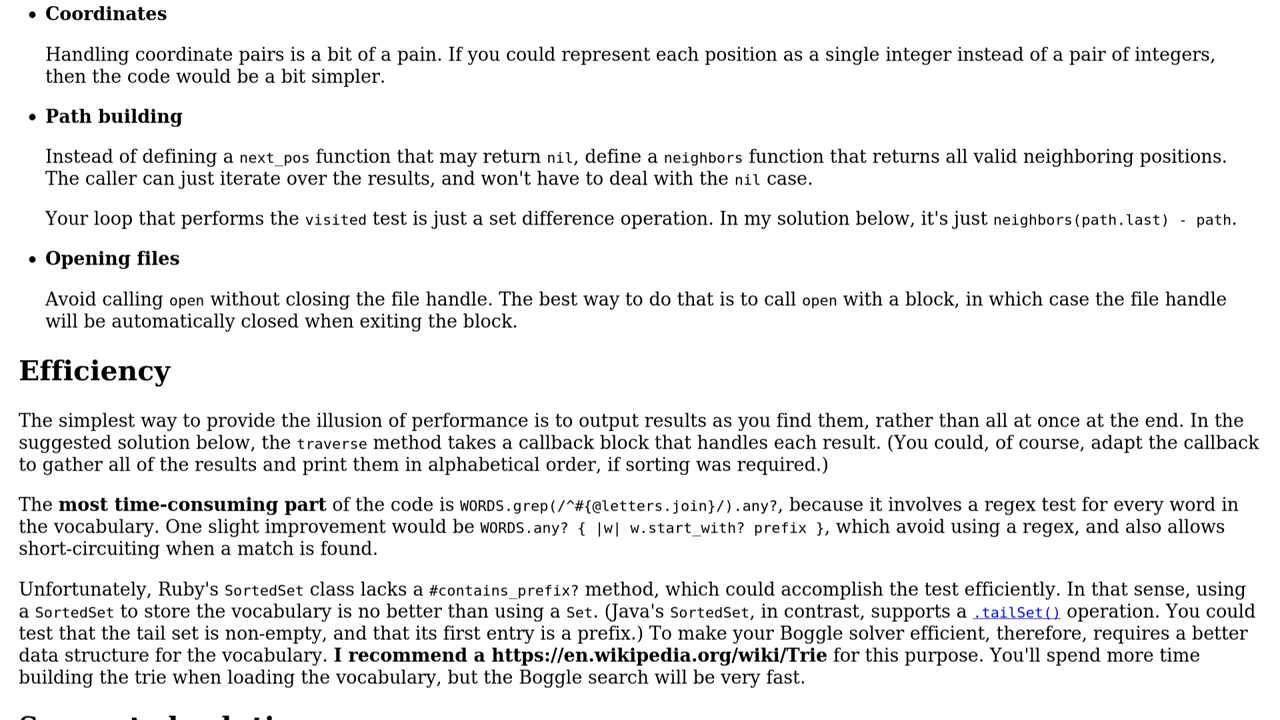 • Coordinates
Handling coordinate pairs is a bit of a pain. If you could represent each position as a single integer instead of a pair of integers,
then the code would be a bit simpler.
• Path building
Instead of defining a next_pos function that may return nil, define a neighbors function that returns all valid neighboring positions.
The caller can just iterate over the results, and won't have to deal with the nil case.
Your loop that performs the visited test is just a set difference operation. In my solution below, it's just neighbors(path.last) - path.
• Opening files
Avoid calling open without closing the file handle. The best way to do that is to call open with a block, in which case the file handle
will be automatically closed when exiting the block.
Efficiency
The simplest way to provide the illusion of performance is to output results as you find them, rather than all at once at the end. In the
suggested solution below, the traverse method takes a callback block that handles each result. (You could, of course, adapt the callback
to gather all of the results and print them in alphabetical order, if sorting was required.)
The most time-consuming part of the code is WORDS.grep(/^#{@letters.join}/).any?, because it involves a regex test for every word in
the vocabulary. One slight improvement would be WORDS.any? { |w| w.start_with? prefix }, which avoid using a regex, and also allows
short-circuiting when a match is found.
Unfortunately, Ruby's SortedSet class lacks a #contains_prefix? method, which could accomplish the test efficiently. In that sense, using
a SortedSet to store the vocabulary is no better than using a Set. (Java's SortedSet, in contrast, supports a .tailSet() operation. You could
test that the tail set is non-empty, and that its first entry is a prefix.) To make your Boggle solver efficient, therefore, requires a better
data structure for the vocabulary. I recommend a https://en.wikipedia.org/wiki/Trie for this purpose. You'll spend more time
building the trie when loading the vocabulary, but the Boggle search will be very fast.